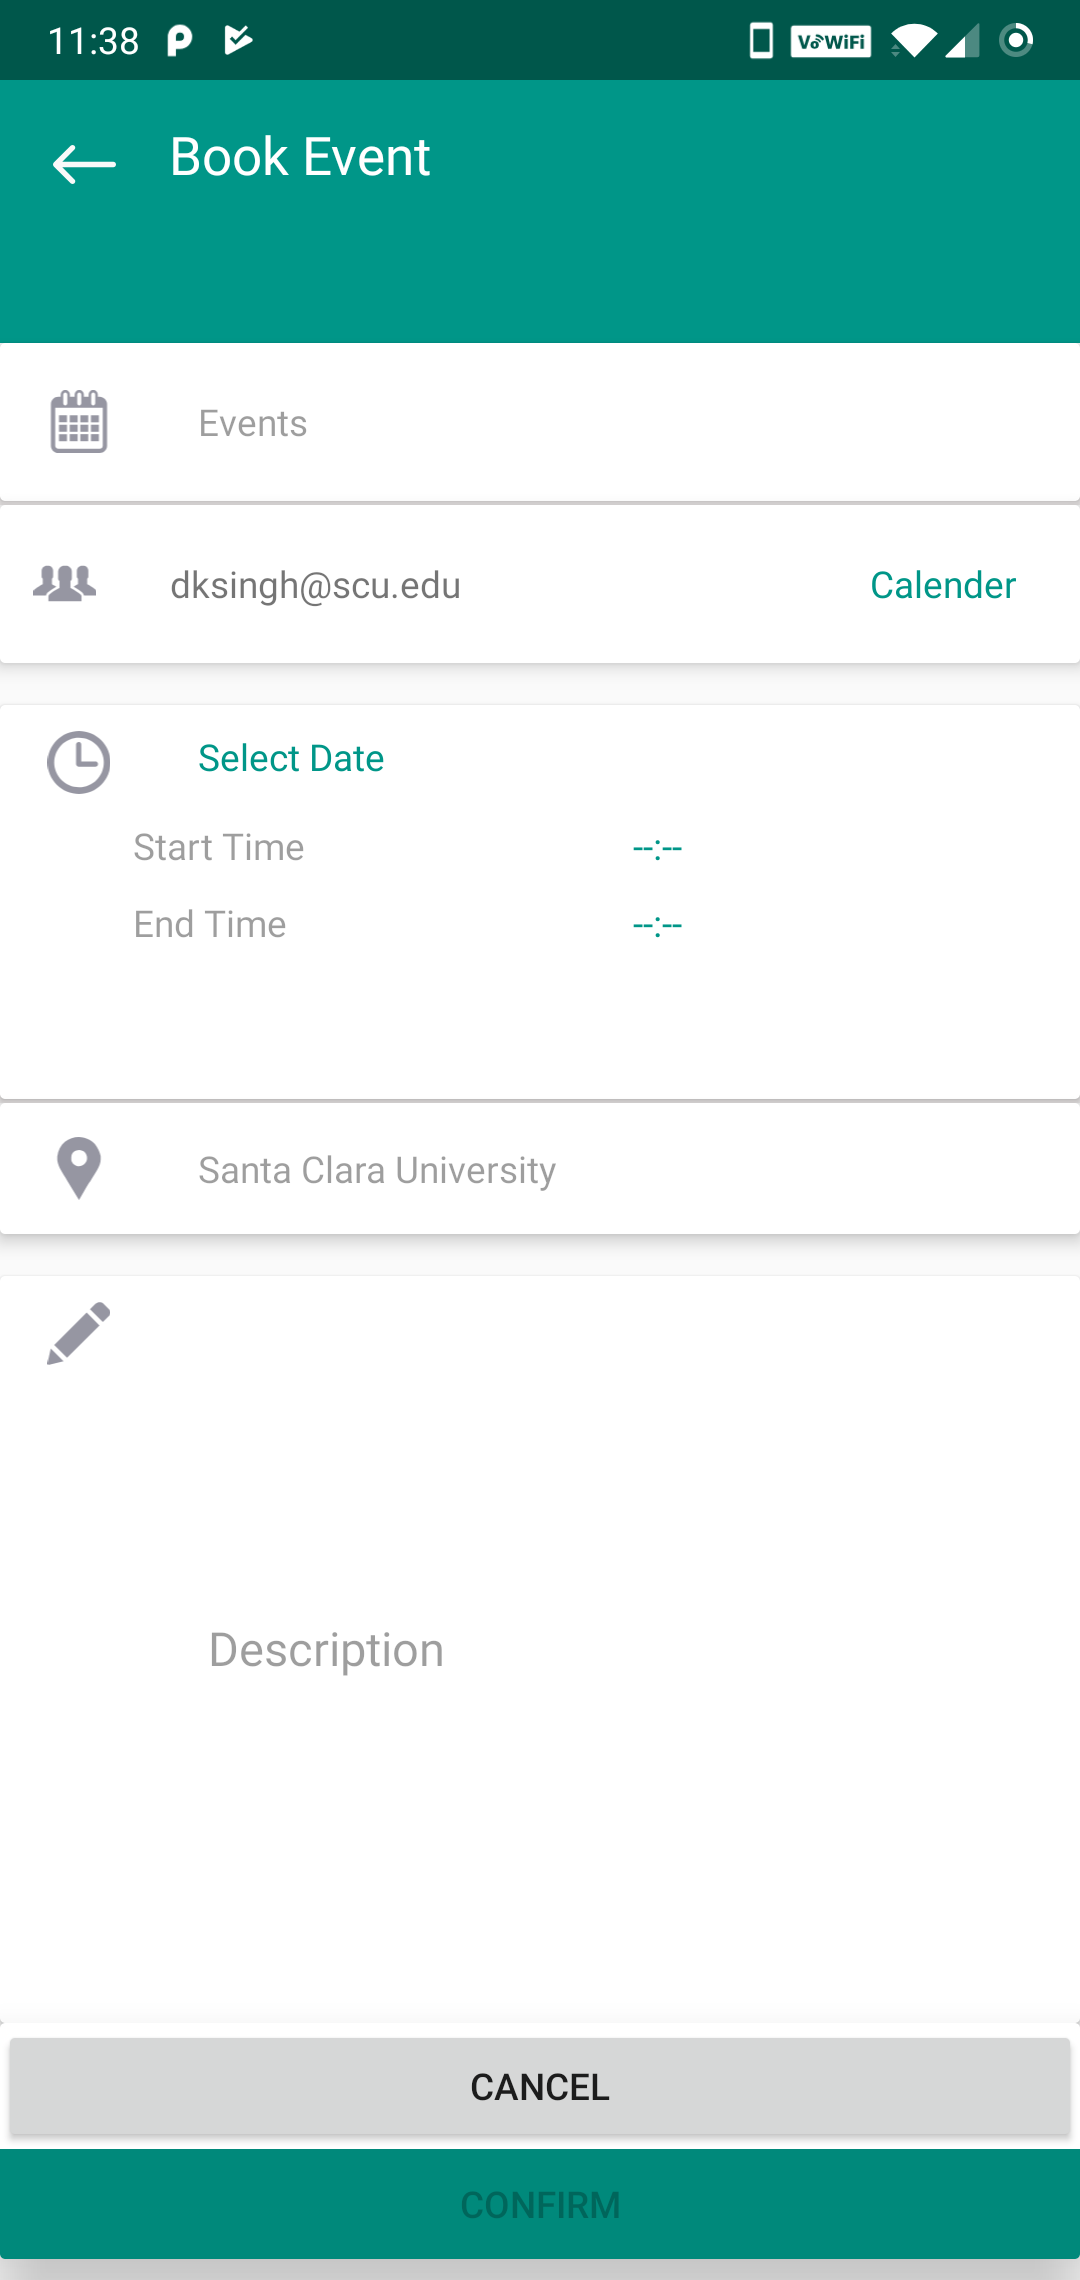 11:38
VoWiFi
Book Event
Events
dksingh@scu.edu Calender
Select Date
Start Time --:--
End Time --:--
Santa Clara University
Description
CANCEL
CONFIRM